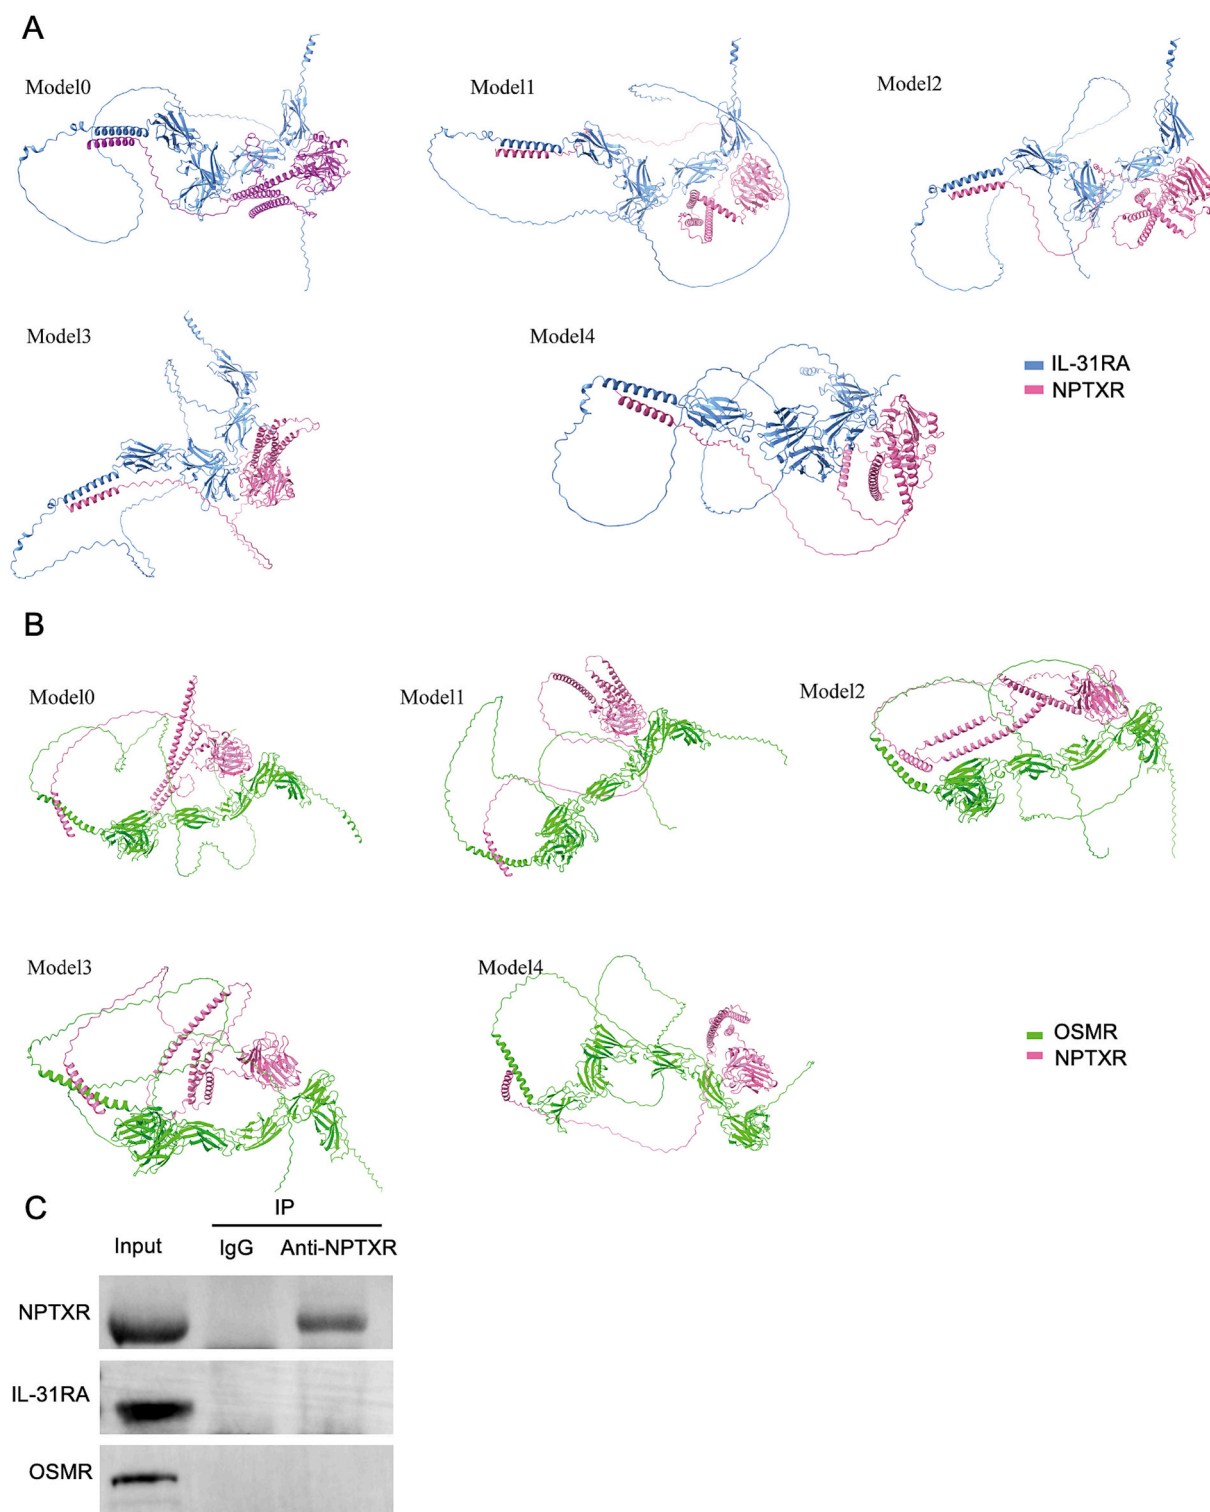 A
Model0
Model1
Model2
Model3
Model4
IL-31RA
NPTXR
B
Model0
Model1
Model2
Model3
Model4
OSMR
NPTXR
C
IP
Input
IgG
Anti-NPTXR
NPTXR
IL-31RA
OSMR